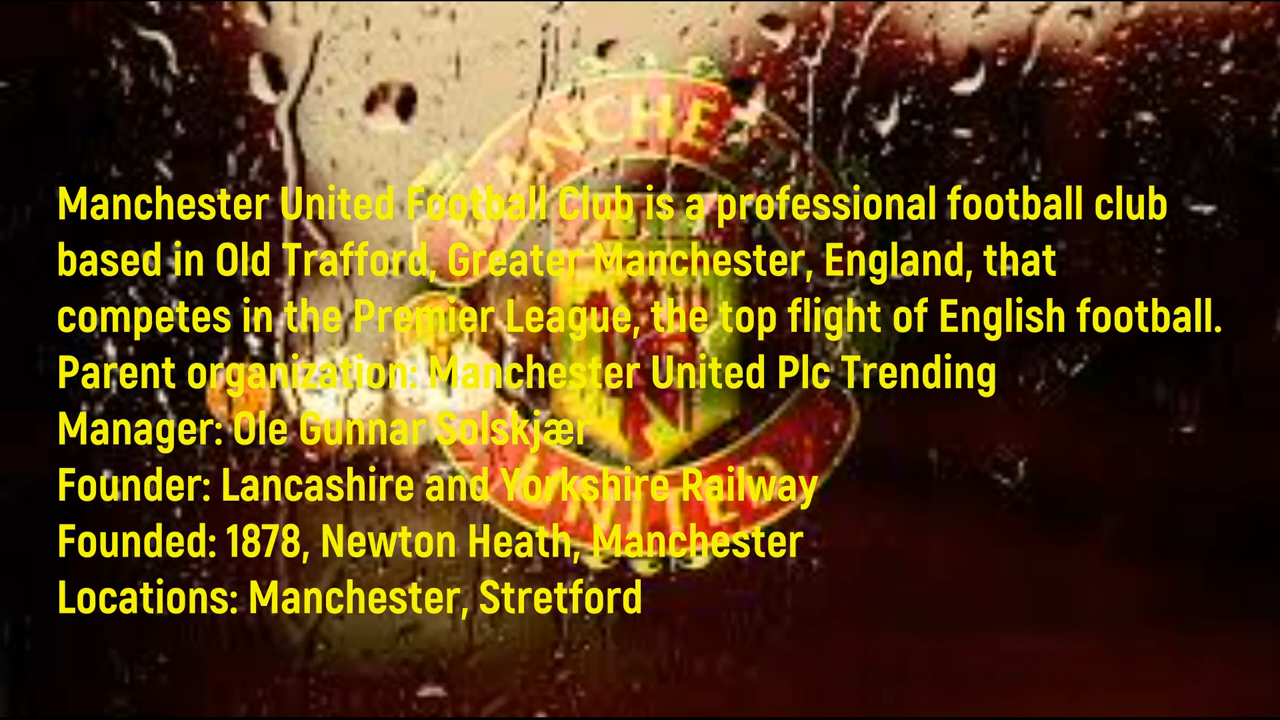 MANCHE
Manchester United Football Club is a professional football club
based in Old Trafford, Greater Manchester, England, that
competes in the Premier League, the top flight of English football.
Parent organization: Manchester United Plc Trending
Manager: Ole Gunnar Solskjær
Founder: Lancashire and Yorkshire Railway
Founded: 1878, Newton Heath, Manchester
Locations: Manchester, Stretford
UNITED